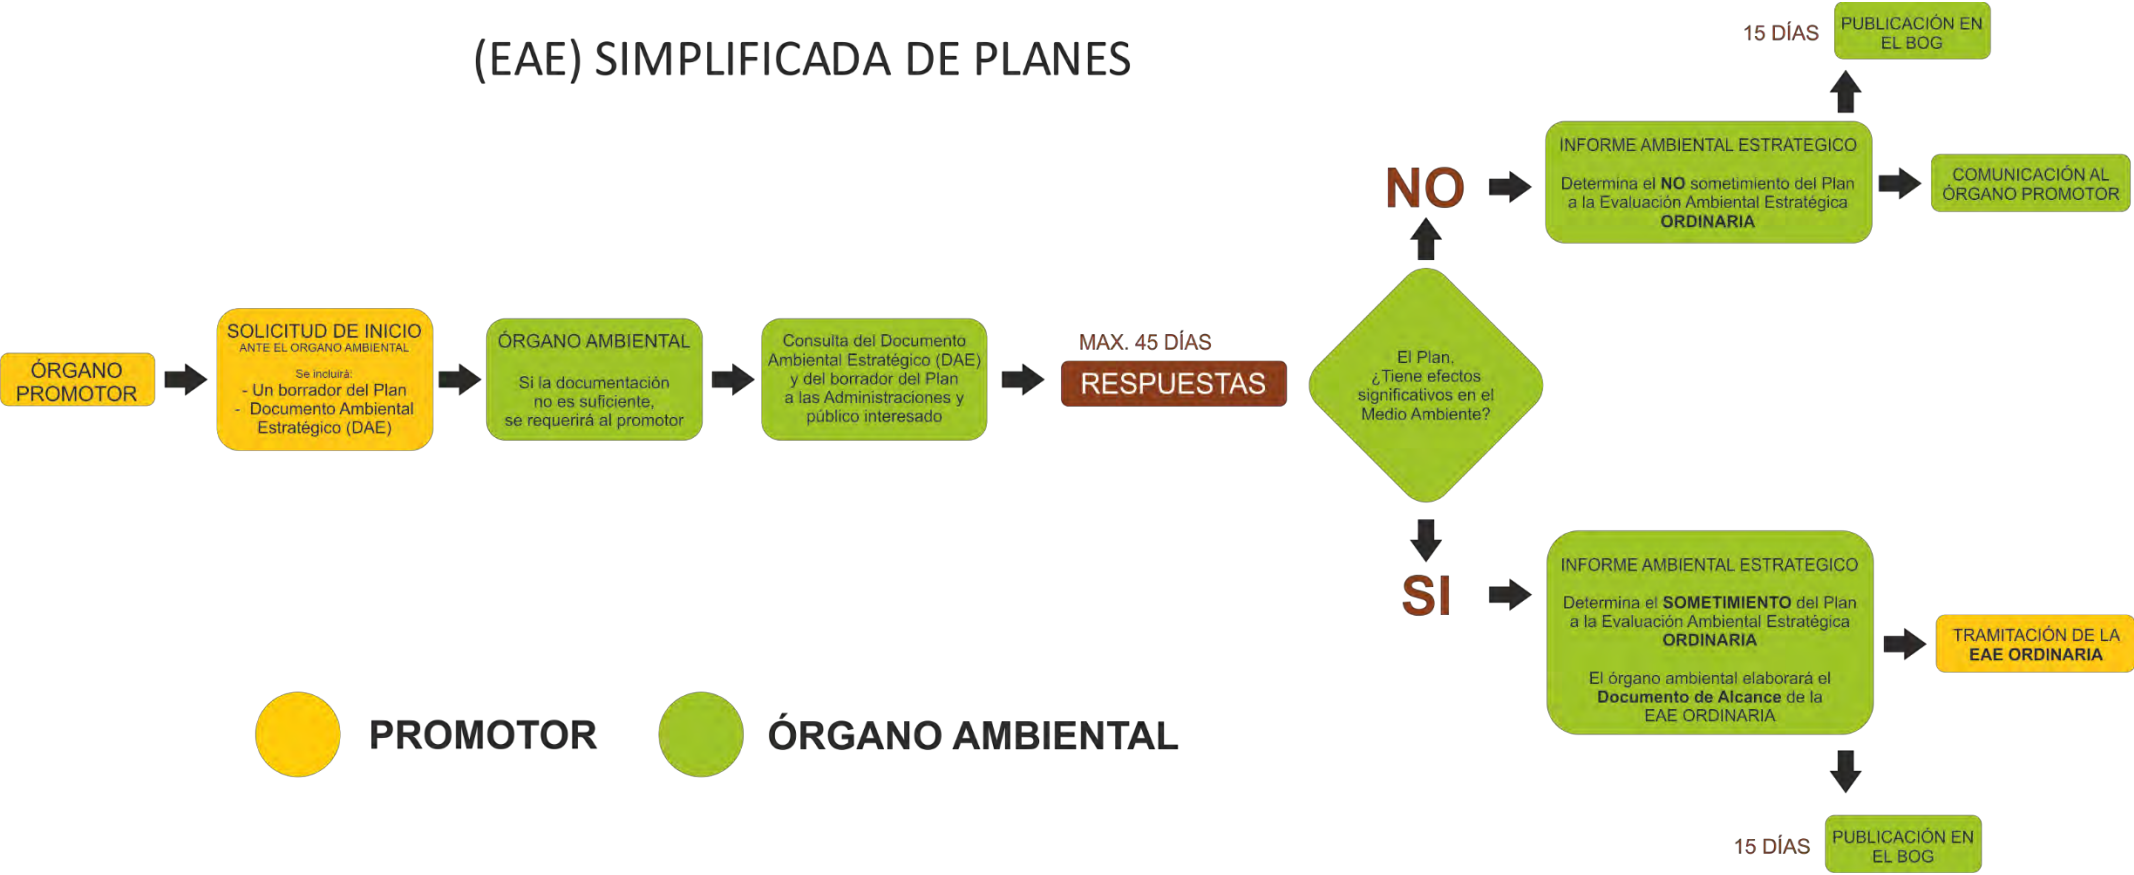 (EAE) SIMPLIFICADA DE PLANES
ÓRGANO
PROMOTOR
SOLICITUD DE INICIO
ANTE EL ORGANO AMBIENTAL
Se incluirá:
- Un borrador del Plan
- Documento Ambiental
Estratégico (DAE)
ÓRGANO AMBIENTAL
Si la documentación
no es suficiente,
se requerirá al promotor
Consulta del Documento
Ambiental Estratégico (DAE)
y del borrador del Plan
a las Administraciones y
público interesado
MAX. 45 DÍAS
RESPUESTAS
El Plan,
¿Tiene efectos
significativos en el
Medio Ambiente?
NO
INFORME AMBIENTAL ESTRATEGICO
Determina el NO sometimiento del Plan
a la Evaluación Ambiental Estratégica
ORDINARIA
15 DÍAS
PUBLICACIÓN EN
EL BOG
COMUNICACIÓN AL
ÓRGANO PROMOTOR
SI
INFORME AMBIENTAL ESTRATEGICO
Determina el SOMETIMIENTO del Plan
a la Evaluación Ambiental Estratégica
ORDINARIA
El órgano ambiental elaborará el
Documento de Alcance de la
EAE ORDINARIA
TRAMITACIÓN DE LA
EAE ORDINARIA
15 DÍAS
PUBLICACIÓN EN
EL BOG
PROMOTOR
ÓRGANO AMBIENTAL